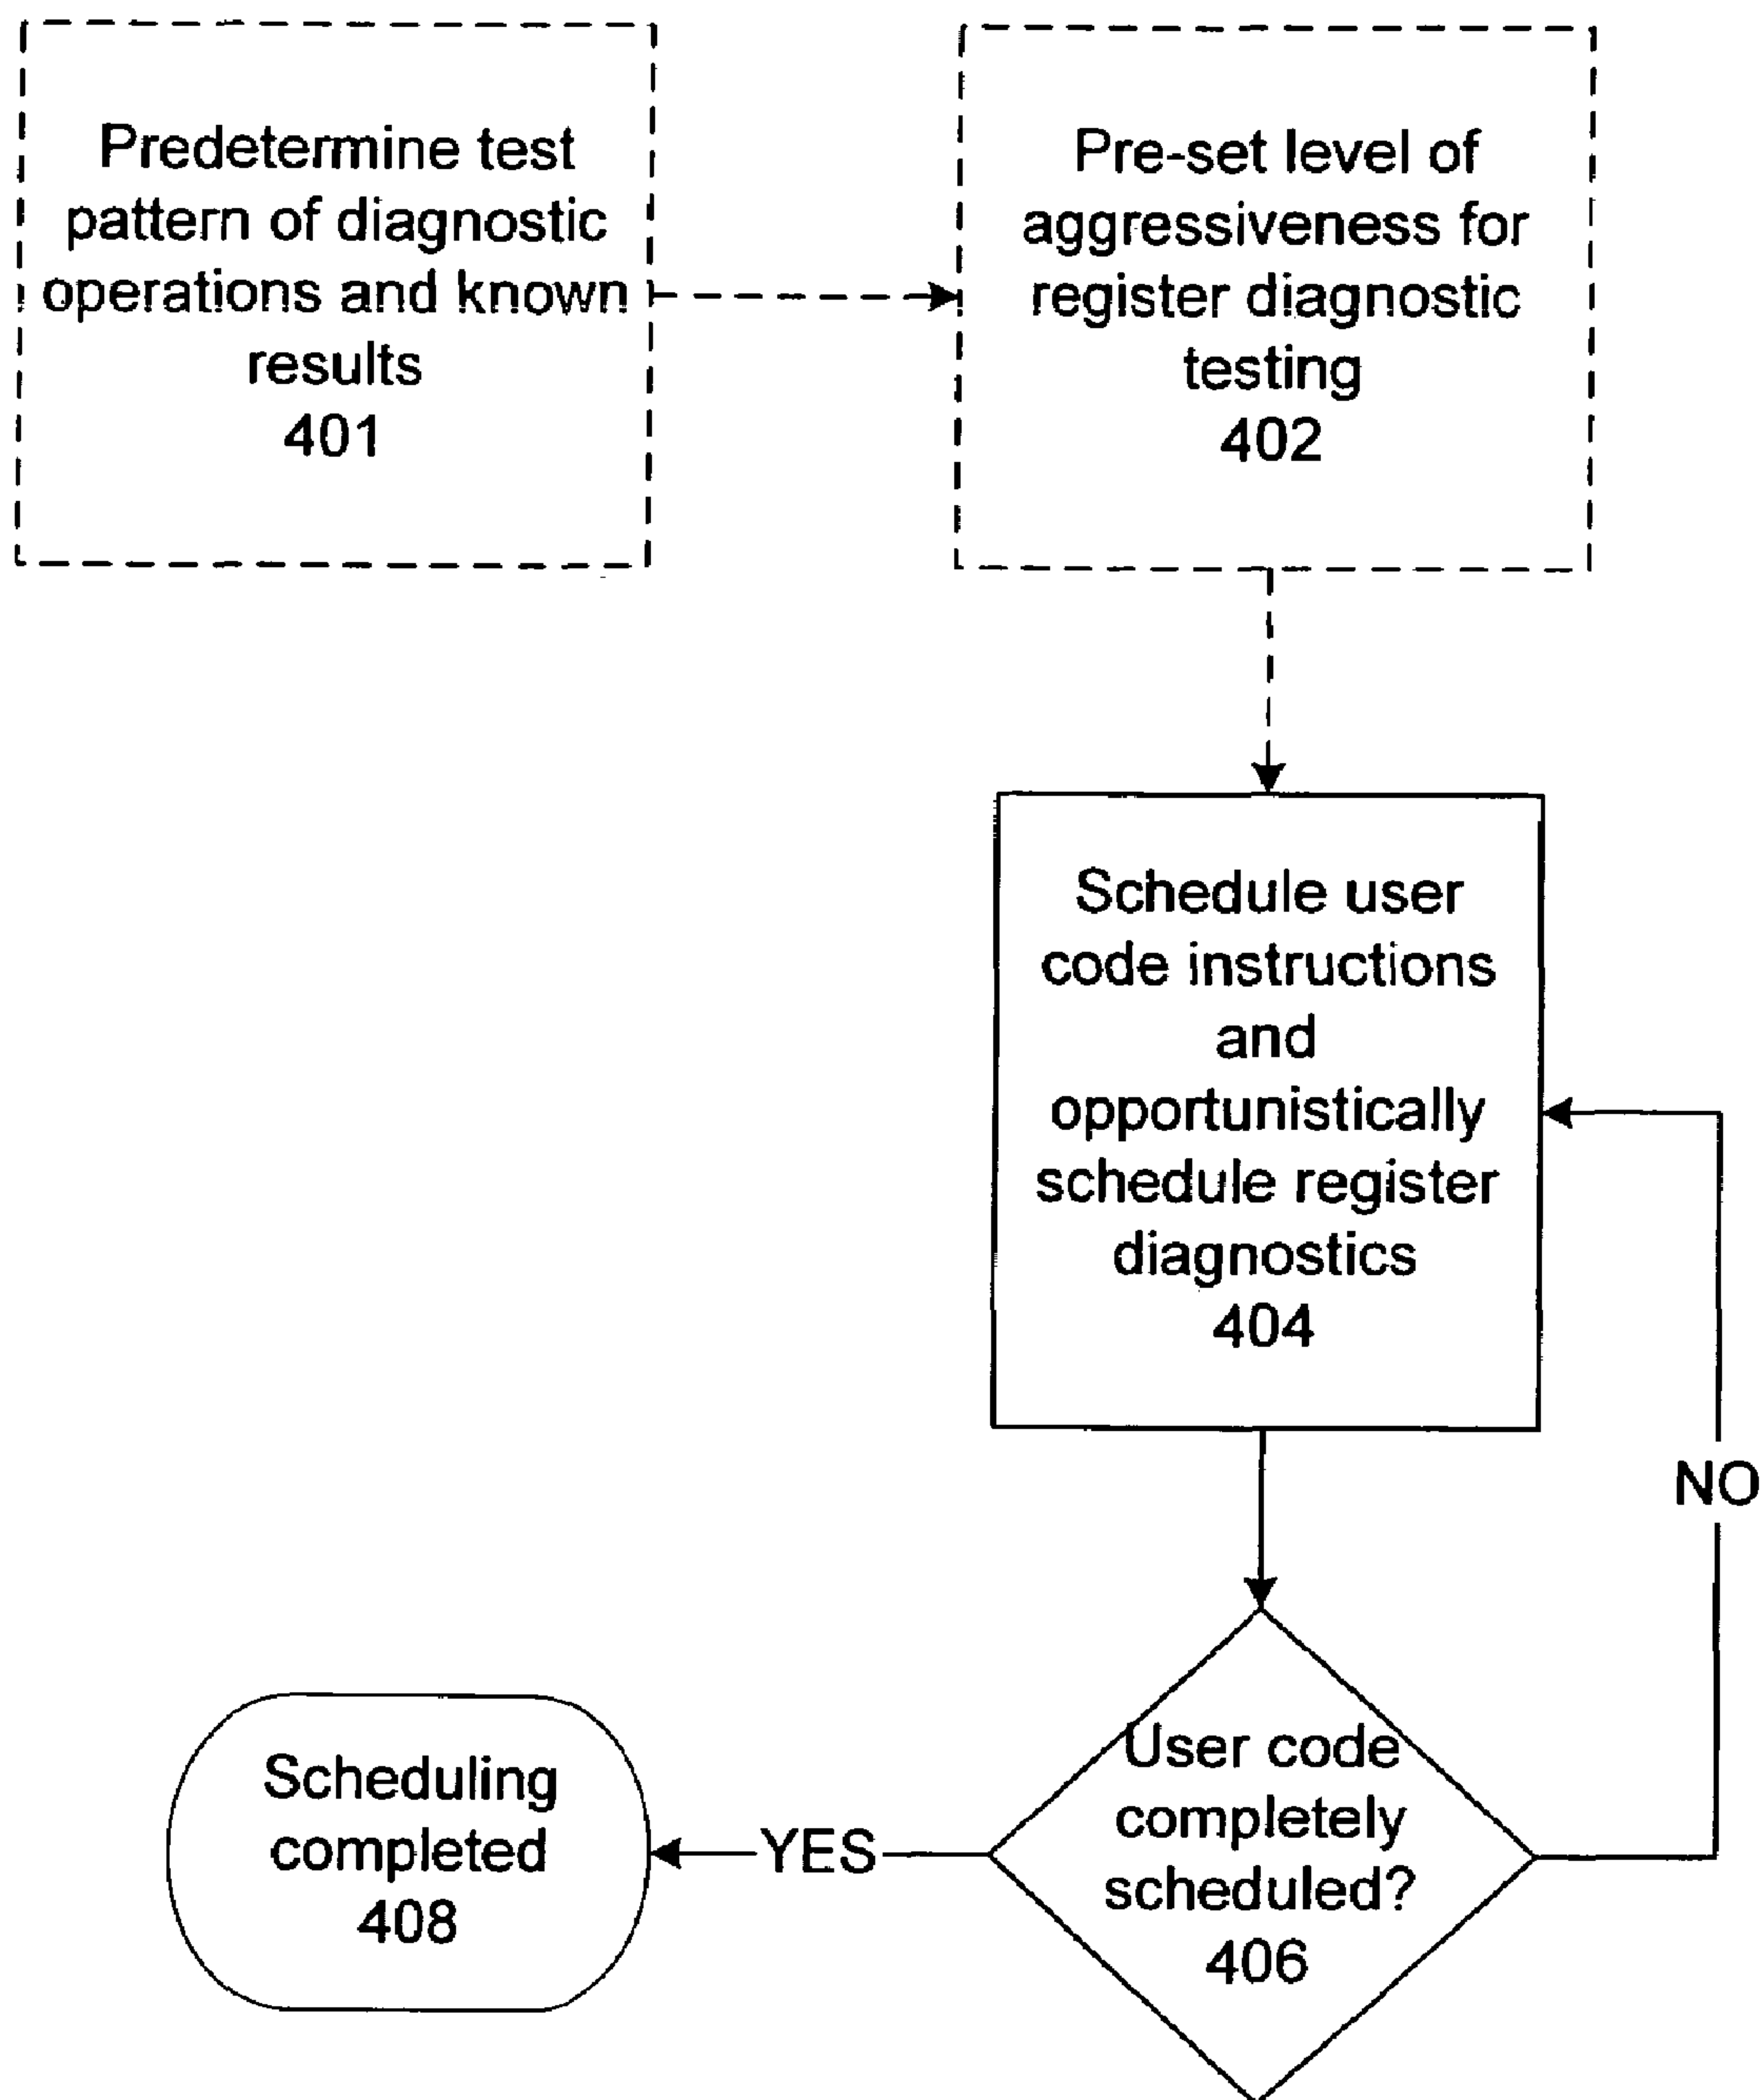 Predetermine test
pattern of diagnostic
operations and known
results
401
Pre-set level of
aggressiveness for
register diagnostic
testing
402
Schedule user
code instructions
and
opportunistically
schedule register
diagnostics
404
NO
User code
completely
scheduled?
406
YES
Scheduling
completed
408